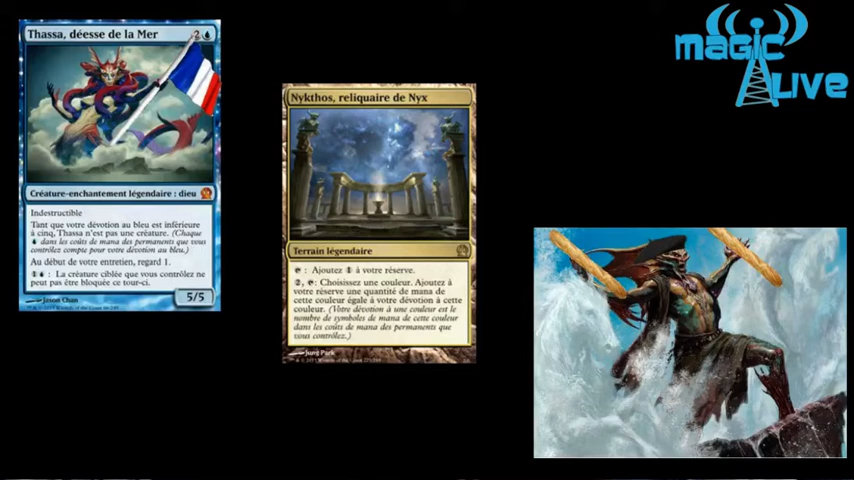 Thassa, déesse de la Mer
2
Créature-enchantement légendaire : dieu
Indestructible
Tant que votre dévotion au bleu est inférieure
à cinq, Thassa n'est pas une créature. (Chaque
dans les coûts de mana des permanents que vous
contrôlez compte pour votre dévotion au bleu.)
Au début de votre entretien, regard 1.
1 : La créature ciblée que vous contrôlez ne
peut pas être bloquée ce tour-ci.
Jason Chan
5/5
Nykthos, reliquaire de Nyx
Terrain légendaire
: Ajoutez 1 à votre réserve.
2, : Choisissez une couleur. Ajoutez à
votre réserve une quantité de mana de
cette couleur égale à votre dévotion à cette
couleur. (Votre dévotion à une couleur est le
nombre de symboles de mana de cette couleur
dans les coûts de mana des permanents que
vous contrôlez.)
Jung Park
MAGIC
ALIVE